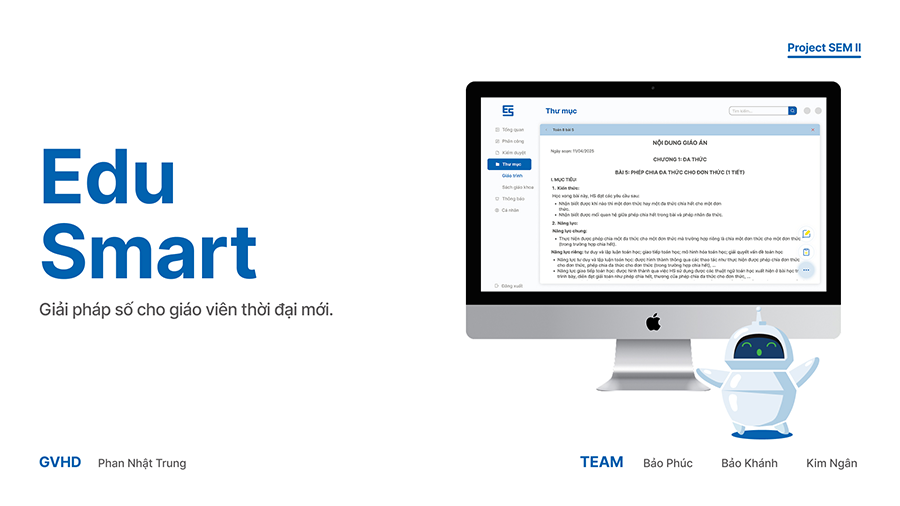 Project SEM II
Edu
Smart
Giải pháp số cho giáo viên thời đại mới.
ES
Thư mục
Tìm kiếm...
Tổng quan
Phân công
Kiểm duyệt
Thư mục
Giáo trình
Sách giáo khoa
Thông báo
Cá nhân
Đăng xuất
Toán 8 bài 5
NỘI DUNG GIÁO ÁN
Ngày soạn: 11/04/2025
CHƯƠNG 1: ĐA THỨC
BÀI 5: PHÉP CHIA ĐA THỨC CHO ĐƠN THỨC (1 TIẾT)
I. MỤC TIÊU:
1. Kiến thức:
Học xong bài này, HS đạt các yêu cầu sau:
• Nhận biết được khi nào thì một đơn thức hay một đa thức chia hết cho một đơn
thức.
• Nhận biết được mối quan hệ giữa phép chia hết trong bài và phép nhân đa thức.
2. Năng lực:
Năng lực chung:
• Thực hiện được phép chia một đa thức cho một đơn thức mà trường hợp riêng là chia một đơn thức cho một đơn thức
(trong trường hợp chia hết).
Năng lực riêng: tư duy và lập luận toán học; giao tiếp toán học; mô hình hóa toán học; giải quyết vấn đề toán học
• Năng lực tư duy và lập luận toán học: được hình thành thông qua các thao tác như thực hiện được phép chia đơn thức
cho đơn thức, phép chia đa thức cho đơn thức (trong trường hợp chia hết), ...
• Năng lực giao tiếp toán học: được hình thành qua việc HS sử dụng được các thuật ngữ toán học xuất hiện ở bài học
trình bày, diễn đạt Năng lực toán như phép chia hết, thương của phép chia đa thức cho đơn thức, ...
GVHD Phan Nhật Trung
TEAM Bảo Phúc Bảo Khánh Kim Ngân